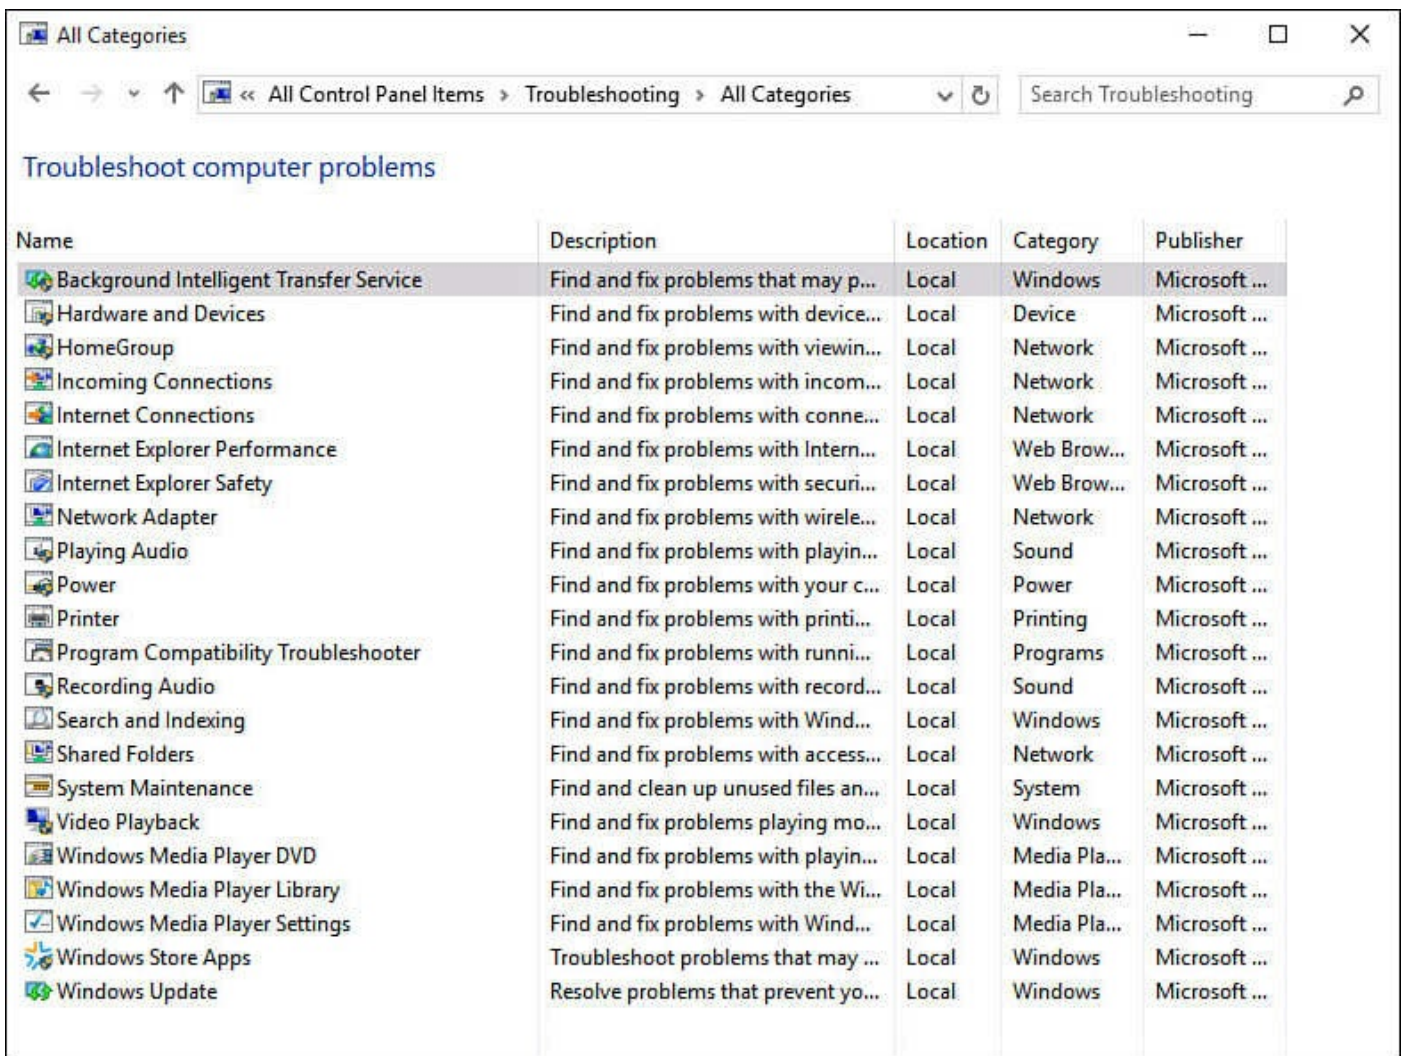 All Categories
« All Control Panel Items › Troubleshooting › All Categories Search Troubleshooting
Troubleshoot computer problems
Name Description Location Category Publisher
Background Intelligent Transfer Service Find and fix problems that may p... Local Windows Microsoft ...
Hardware and Devices Find and fix problems with device... Local Device Microsoft ...
HomeGroup Find and fix problems with viewin... Local Network Microsoft ...
Incoming Connections Find and fix problems with incom... Local Network Microsoft ...
Internet Connections Find and fix problems with conne... Local Network Microsoft ...
Internet Explorer Performance Find and fix problems with Intern... Local Web Brow... Microsoft ...
Internet Explorer Safety Find and fix problems with securi... Local Web Brow... Microsoft ...
Network Adapter Find and fix problems with wirele... Local Network Microsoft ...
Playing Audio Find and fix problems with playin... Local Sound Microsoft ...
Power Find and fix problems with your c... Local Power Microsoft ...
Printer Find and fix problems with printi... Local Printing Microsoft ...
Program Compatibility Troubleshooter Find and fix problems with runni... Local Programs Microsoft ...
Recording Audio Find and fix problems with record... Local Sound Microsoft ...
Search and Indexing Find and fix problems with Wind... Local Windows Microsoft ...
Shared Folders Find and fix problems with access... Local Network Microsoft ...
System Maintenance Find and clean up unused files an... Local System Microsoft ...
Video Playback Find and fix problems playing mo... Local Windows Microsoft ...
Windows Media Player DVD Find and fix problems with playin... Local Media Pla... Microsoft ...
Windows Media Player Library Find and fix problems with the Wi... Local Media Pla... Microsoft ...
Windows Media Player Settings Find and fix problems with Wind... Local Media Pla... Microsoft ...
Windows Store Apps Troubleshoot problems that may ... Local Windows Microsoft ...
Windows Update Resolve problems that prevent yo... Local Windows Microsoft ...